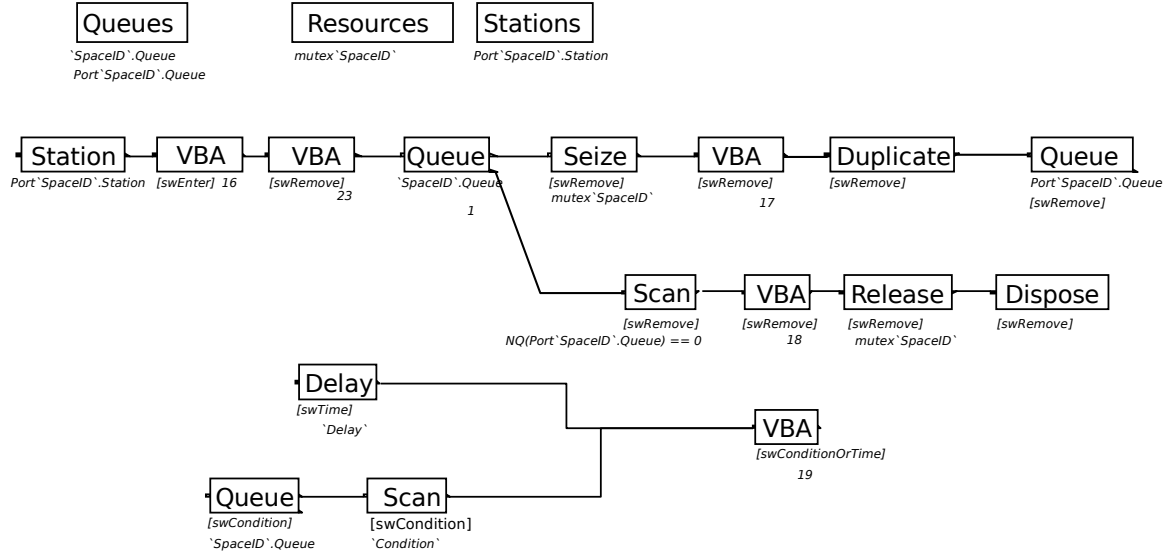 Queues
Resources
Stations
`SpaceID`.Queue
Port`SpaceID`.Queue
mutex`SpaceID`
Port`SpaceID`.Station
Station
VBA
VBA
Queue
Seize
VBA
Duplicate
Queue
Port`SpaceID`.Station
[swEnter] 16
[swRemove]
23
`SpaceID`.Queue
1
[swRemove]
mutex`SpaceID`
[swRemove]
17
[swRemove]
Port`SpaceID`.Queue
[swRemove]
Scan
VBA
Release
Dispose
[swRemove]
NQ(Port`SpaceID`.Queue) == 0
[swRemove]
18
[swRemove]
mutex`SpaceID`
[swRemove]
Delay
[swTime]
`Delay`
VBA
[swConditionOrTime]
19
Queue
Scan
[swCondition]
`SpaceID`.Queue
[swCondition]
`Condition`